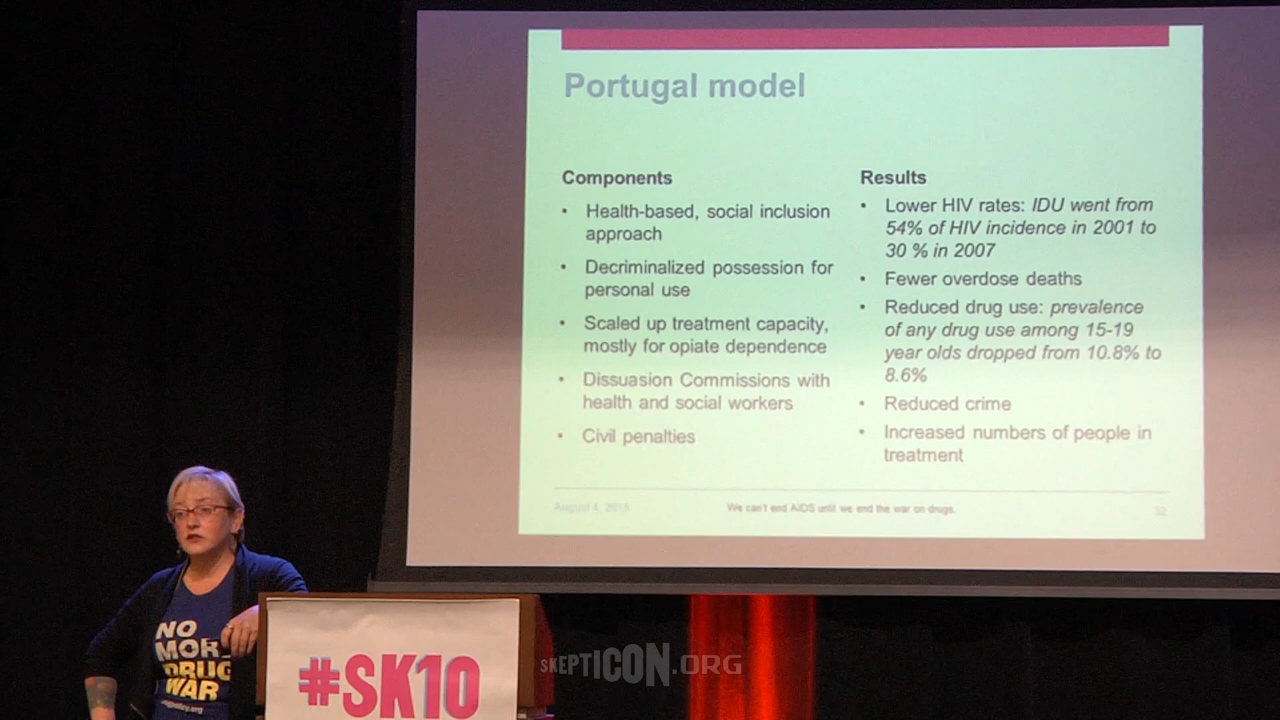 Portugal model
Components
• Health-based, social inclusion
approach
• Decriminalized possession for
personal use
• Scaled up treatment capacity,
mostly for opiate dependence
• Dissuasion Commissions with
health and social workers
• Civil penalties
Results
• Lower HIV rates: IDU went from
54% of HIV incidence in 2001 to
30 % in 2007
• Fewer overdose deaths
• Reduced drug use: prevalence
of any drug use among 15-19
year olds dropped from 10.8% to
8.6%
• Reduced crime
• Increased numbers of people in
treatment
We can't end AIDS until we end the war on drugs.
32
NO
MORE
DRUG
WAR
#SK10
SKEPTICON.ORG